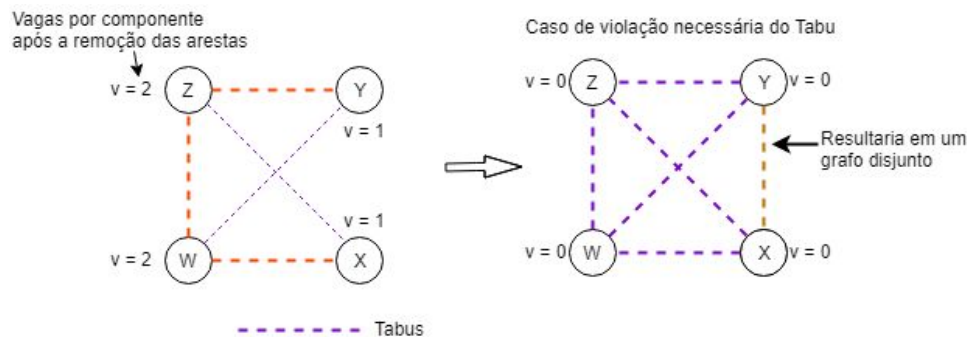 Vagas por componente
após a remoção das arestas
Caso de violação necessária do Tabu
v = 2
Z
Y
v = 1
v = 0
Z
Y
v = 0
Resultaria em um
grafo disjunto
v = 1
v = 2
W
X
v = 0
W
X
v = 0
Tabus